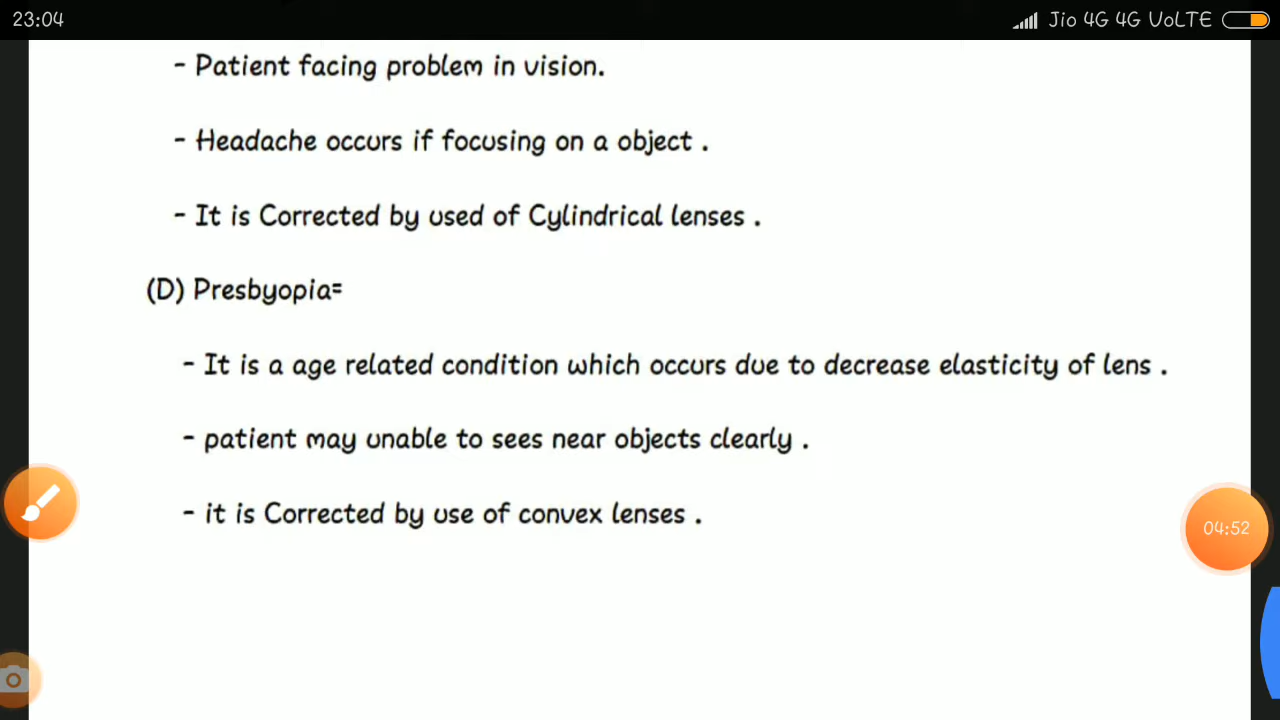 23:04
Jio 4G 4G VoLTE
- Patient facing problem in vision.
- Headache occurs if focusing on a object .
- It is Corrected by used of Cylindrical lenses .
(D) Presbyopia=
- It is a age related condition which occurs due to decrease elasticity of lens .
- patient may unable to sees near objects clearly .
- it is Corrected by use of convex lenses .
04:52